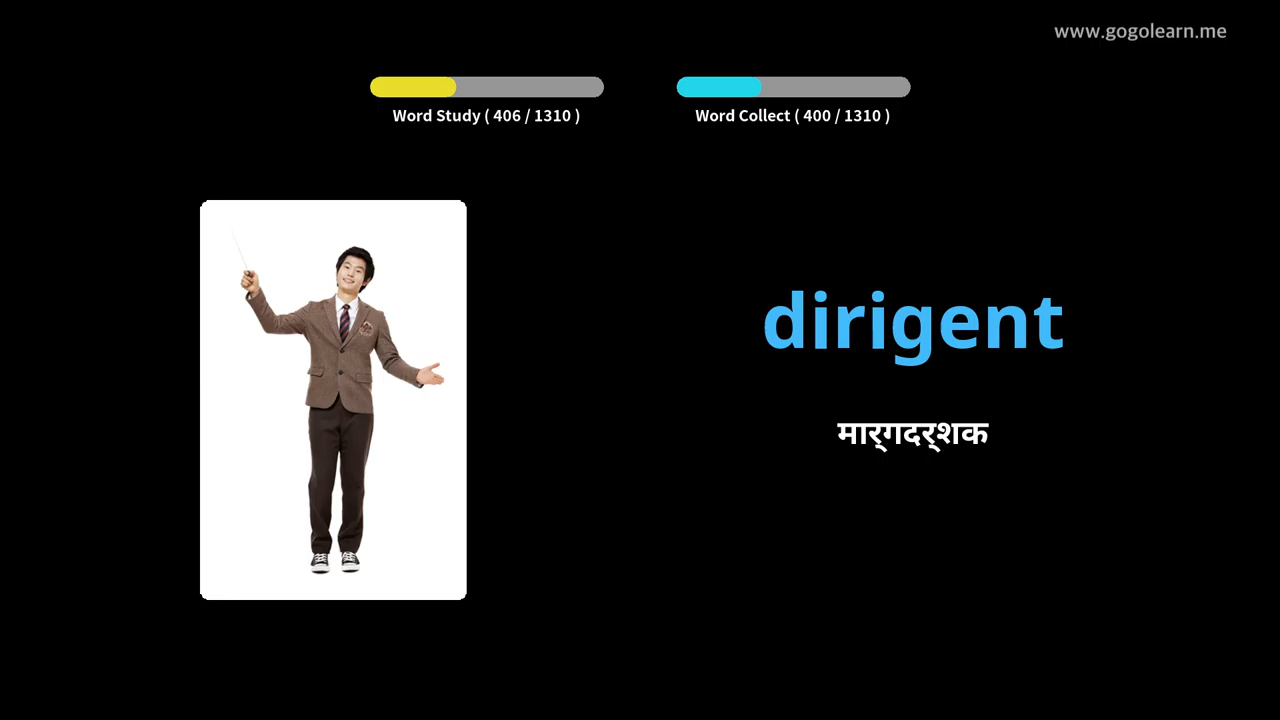 www.gogolearn.me
Word Study ( 406 / 1310 )
Word Collect ( 400 / 1310 )
dirigent
मार्गदर्शक